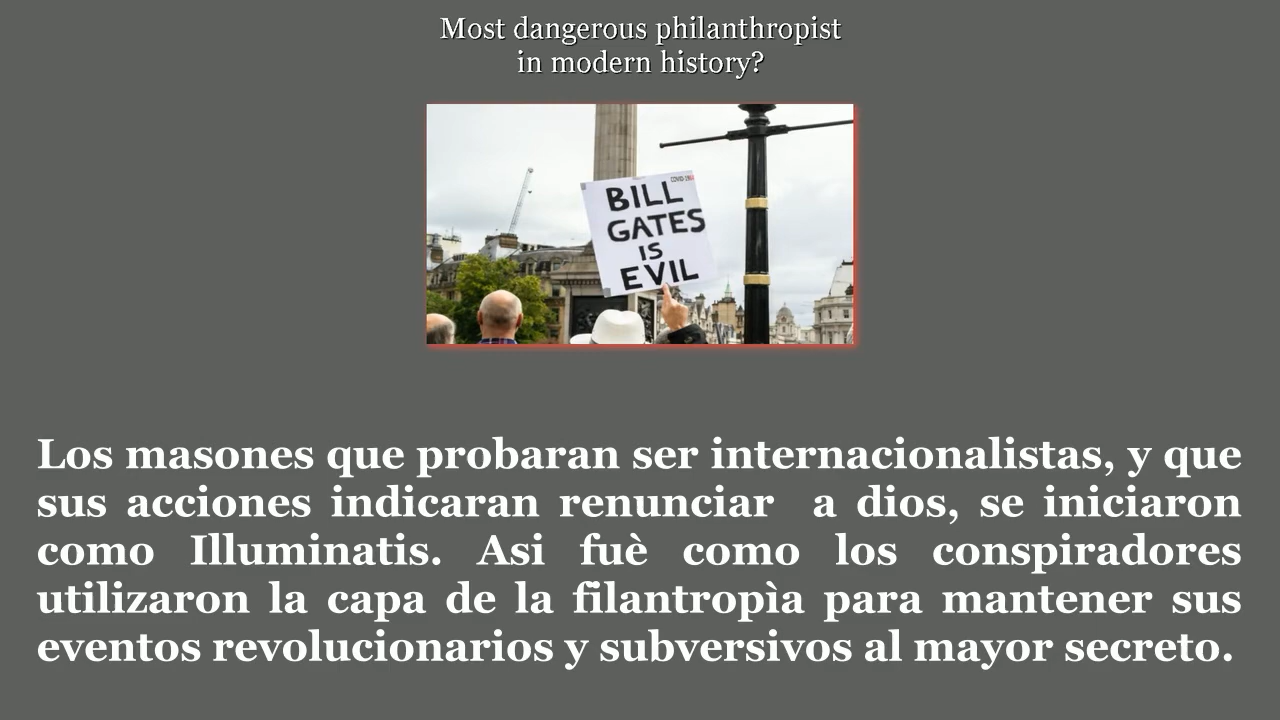 Most dangerous philanthropist
in modern history?
COVID-1984
BILL
GATES
IS
EVIL
Los masones que probaran ser internacionalistas, y que
sus acciones indicaran renunciar a dios, se iniciaron
como Illuminatis. Asi fuè como los conspiradores
utilizaron la capa de la filantropìa para mantener sus
eventos revolucionarios y subversivos al mayor secreto.